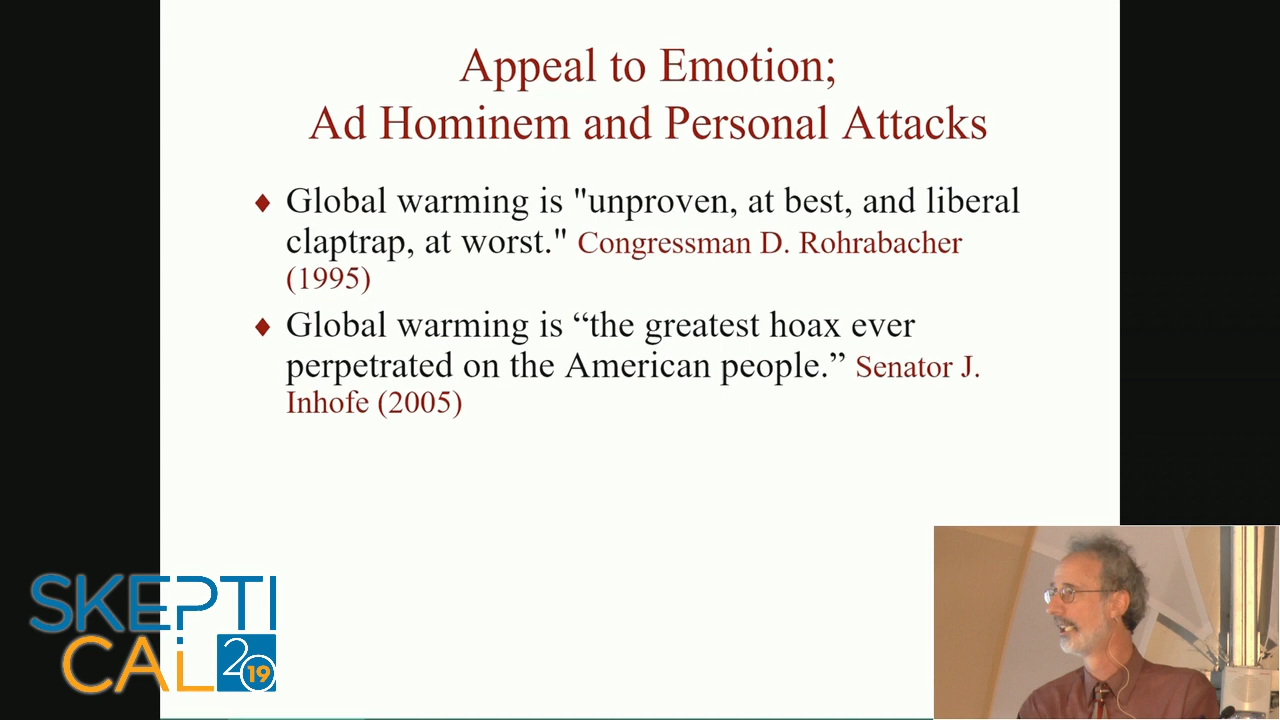 Appeal to Emotion;
Ad Hominem and Personal Attacks
♦ Global warming is "unproven, at best, and liberal
claptrap, at worst." Congressman D. Rohrabacher
(1995)
♦ Global warming is “the greatest hoax ever
perpetrated on the American people.” Senator J.
Inhofe (2005)
SKEPTI
CAL 2019